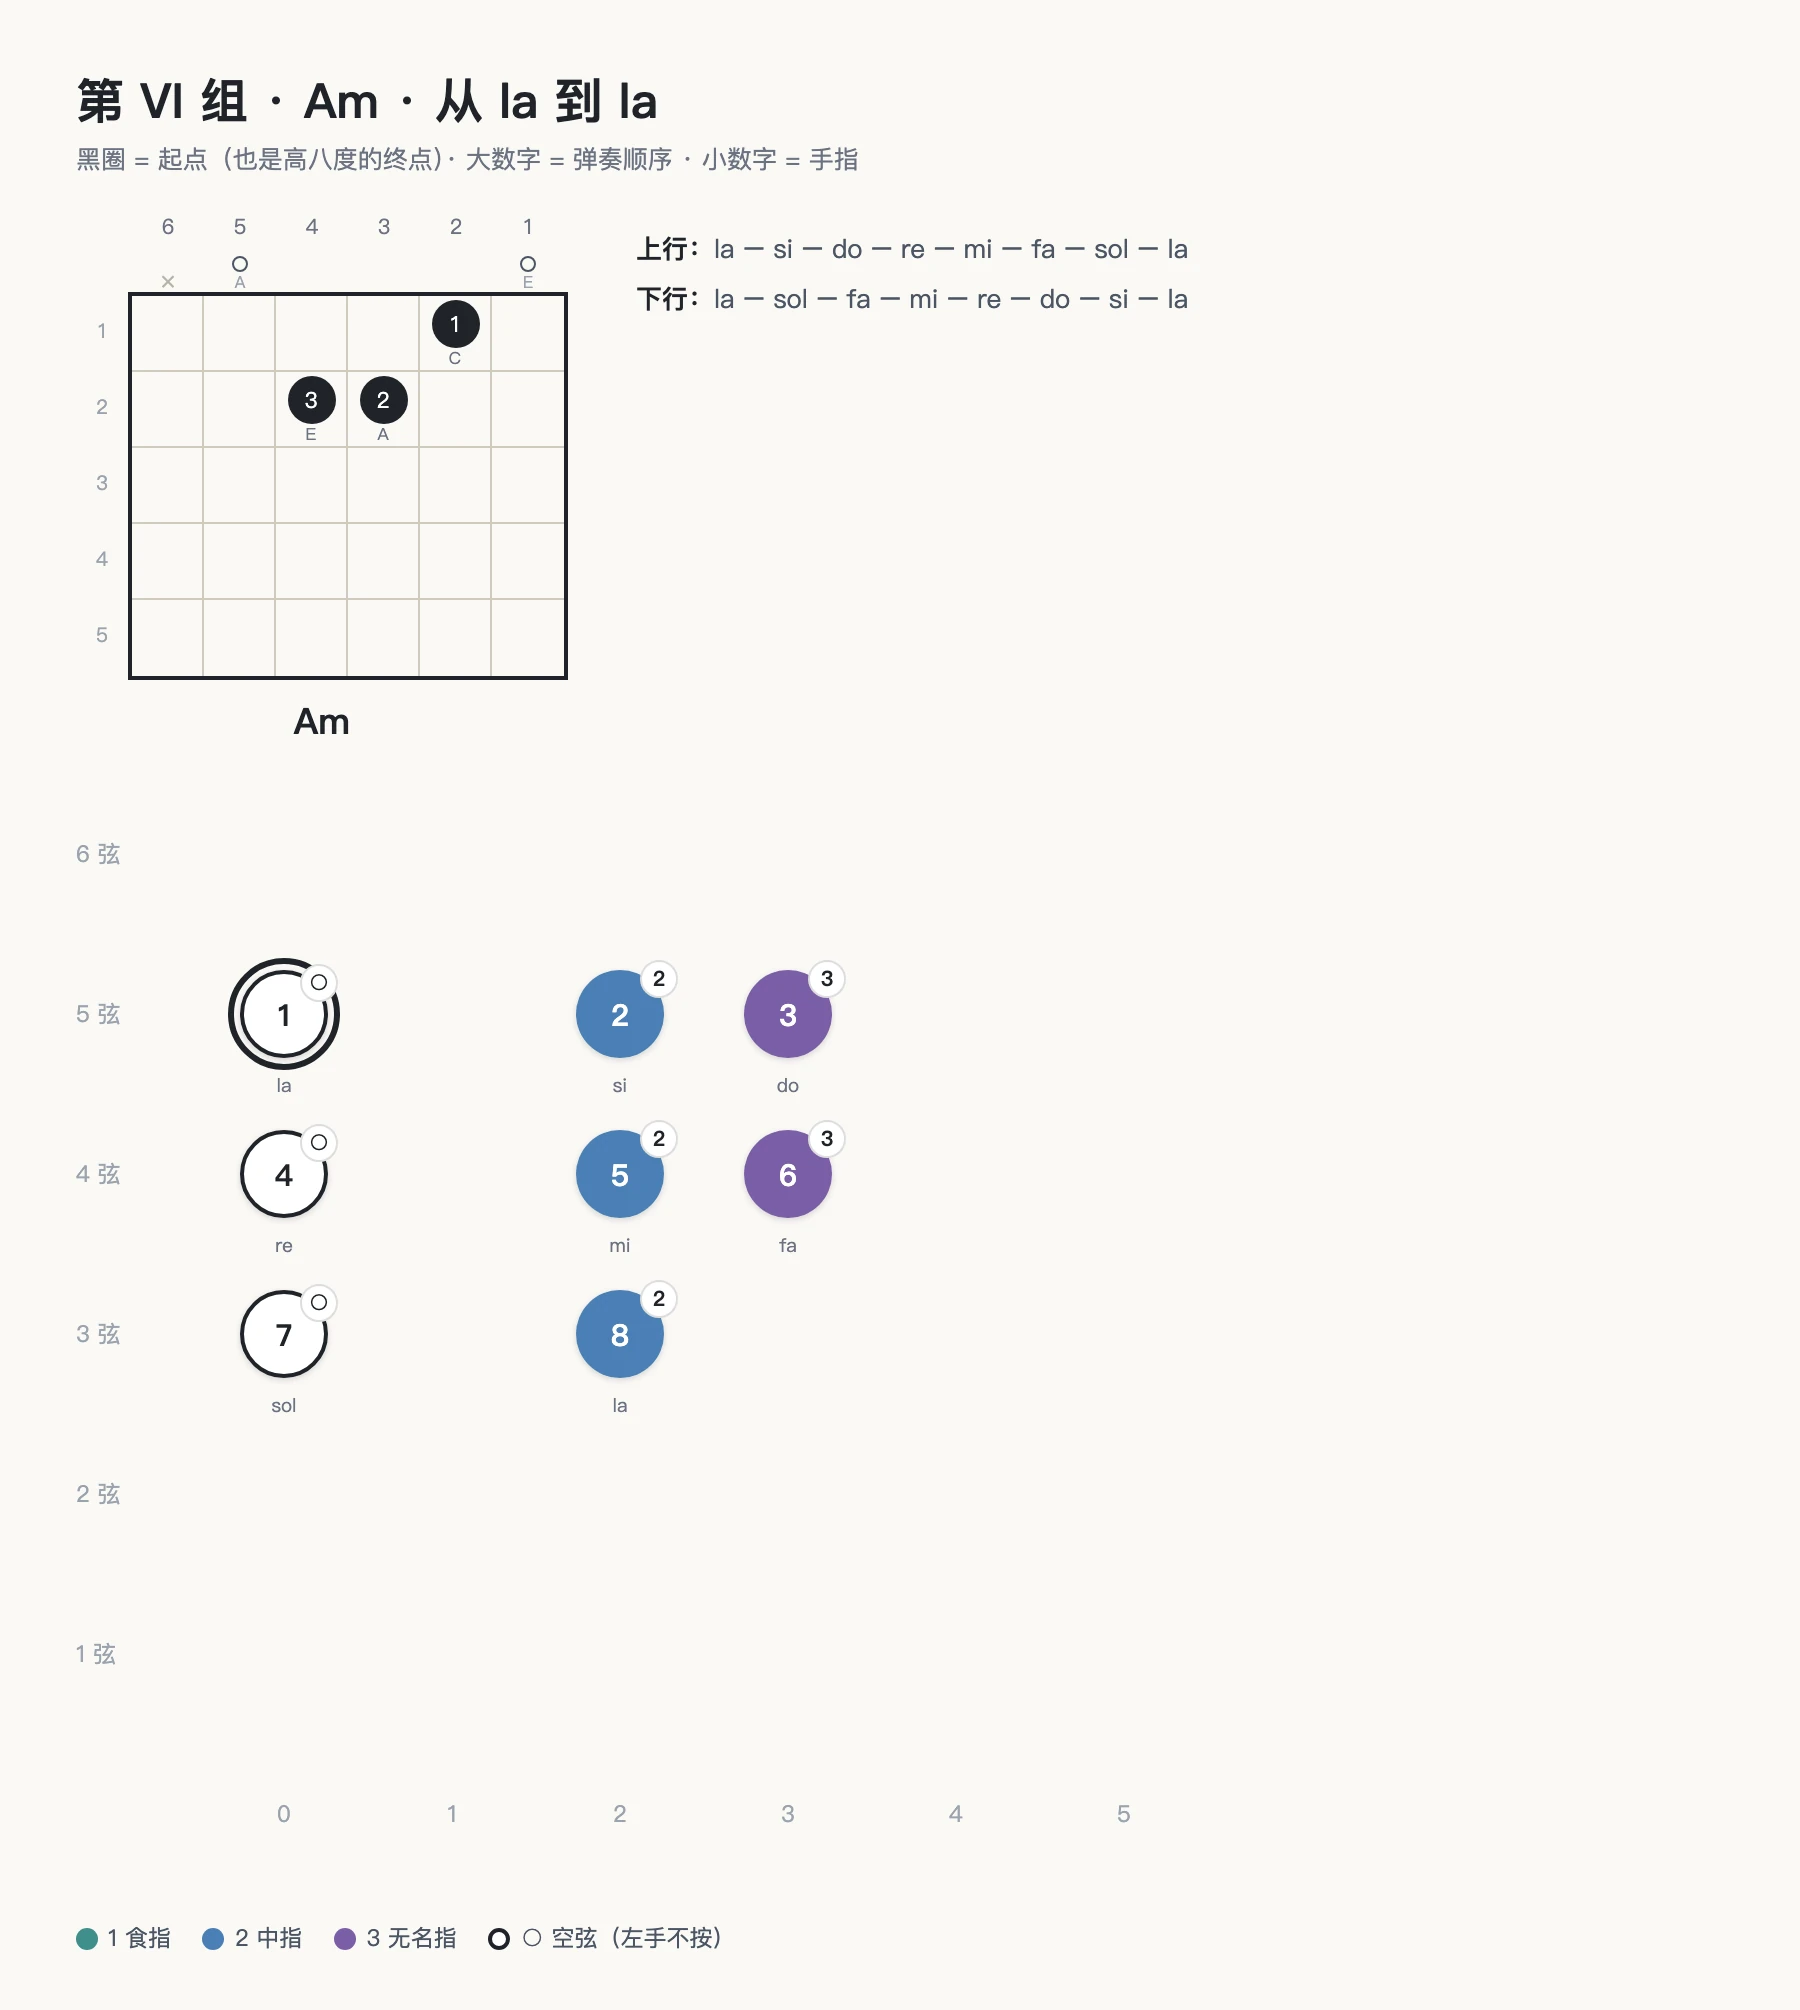 第 VI 组 · Am · 从 la 到 la
黑圈 = 起点（也是高八度的终点）· 大数字 = 弹奏顺序 · 小数字 = 手指
6 5 4 3 2 1
× A E
上行：la — si — do — re — mi — fa — sol — la
下行：la — sol — fa — mi — re — do — si — la
1 1
C
2 3 2
E A
3
4
5
Am
6 弦
5 弦 1 ○ 2 2 3 3
la si do
4 弦 4 ○ 5 2 6 3
re mi fa
3 弦 7 ○ 8 2
sol la
2 弦
1 弦
0 1 2 3 4 5
1 食指 2 中指 3 无名指 ○ 空弦（左手不按）